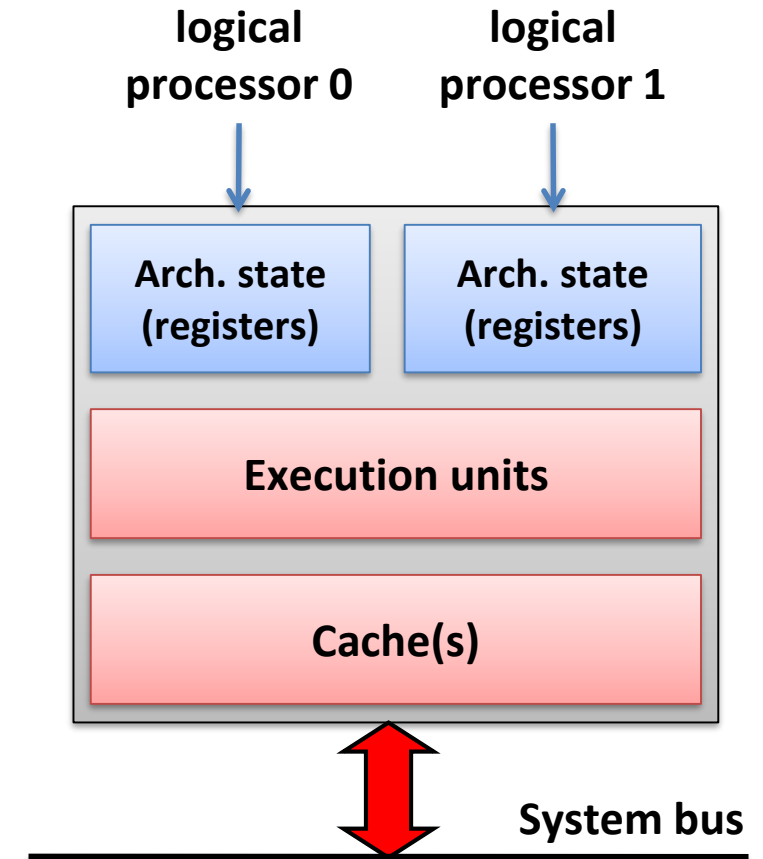 logical
processor 0
logical
processor 1
Arch. state
(registers)
Arch. state
(registers)
Execution units
Cache(s)
System bus